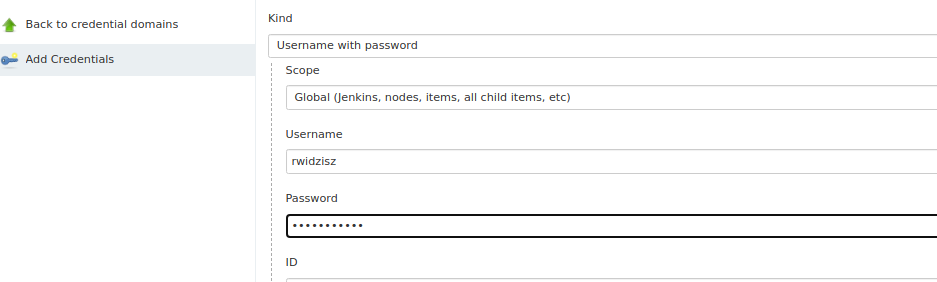 Back to credential domains
Add Credentials
Kind
Username with password
Scope
Global (Jenkins, nodes, items, all child items, etc)
Username
rwidzisz
Password
•••••••••••
ID